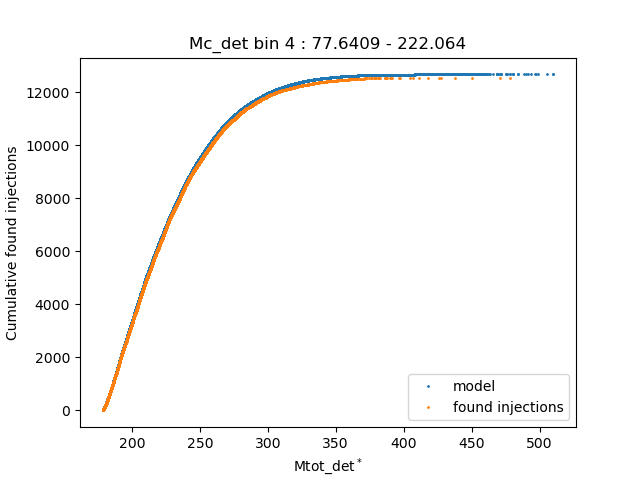 Mc_det bin 4 : 77.6409 - 222.064
Cumulative found injections
12000
10000
8000
6000
4000
2000
0
model
found injections
200 250 300 350 400 450 500
Mtot_det*